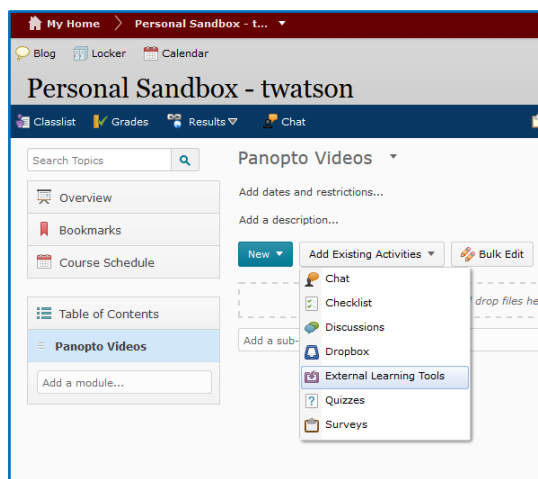 My Home Personal Sandbox - t...
Blog Locker Calendar
Personal Sandbox - twatson
Classlist Grades Results Chat
Search Topics
Overview
Bookmarks
Course Schedule
Table of Contents
Panopto Videos
Add a module...
Panopto Videos
Add dates and restrictions...
Add a description...
New Add Existing Activities Bulk Edit
drop files he
Add a sub-
Chat
Checklist
Discussions
Dropbox
External Learning Tools
Quizzes
Surveys